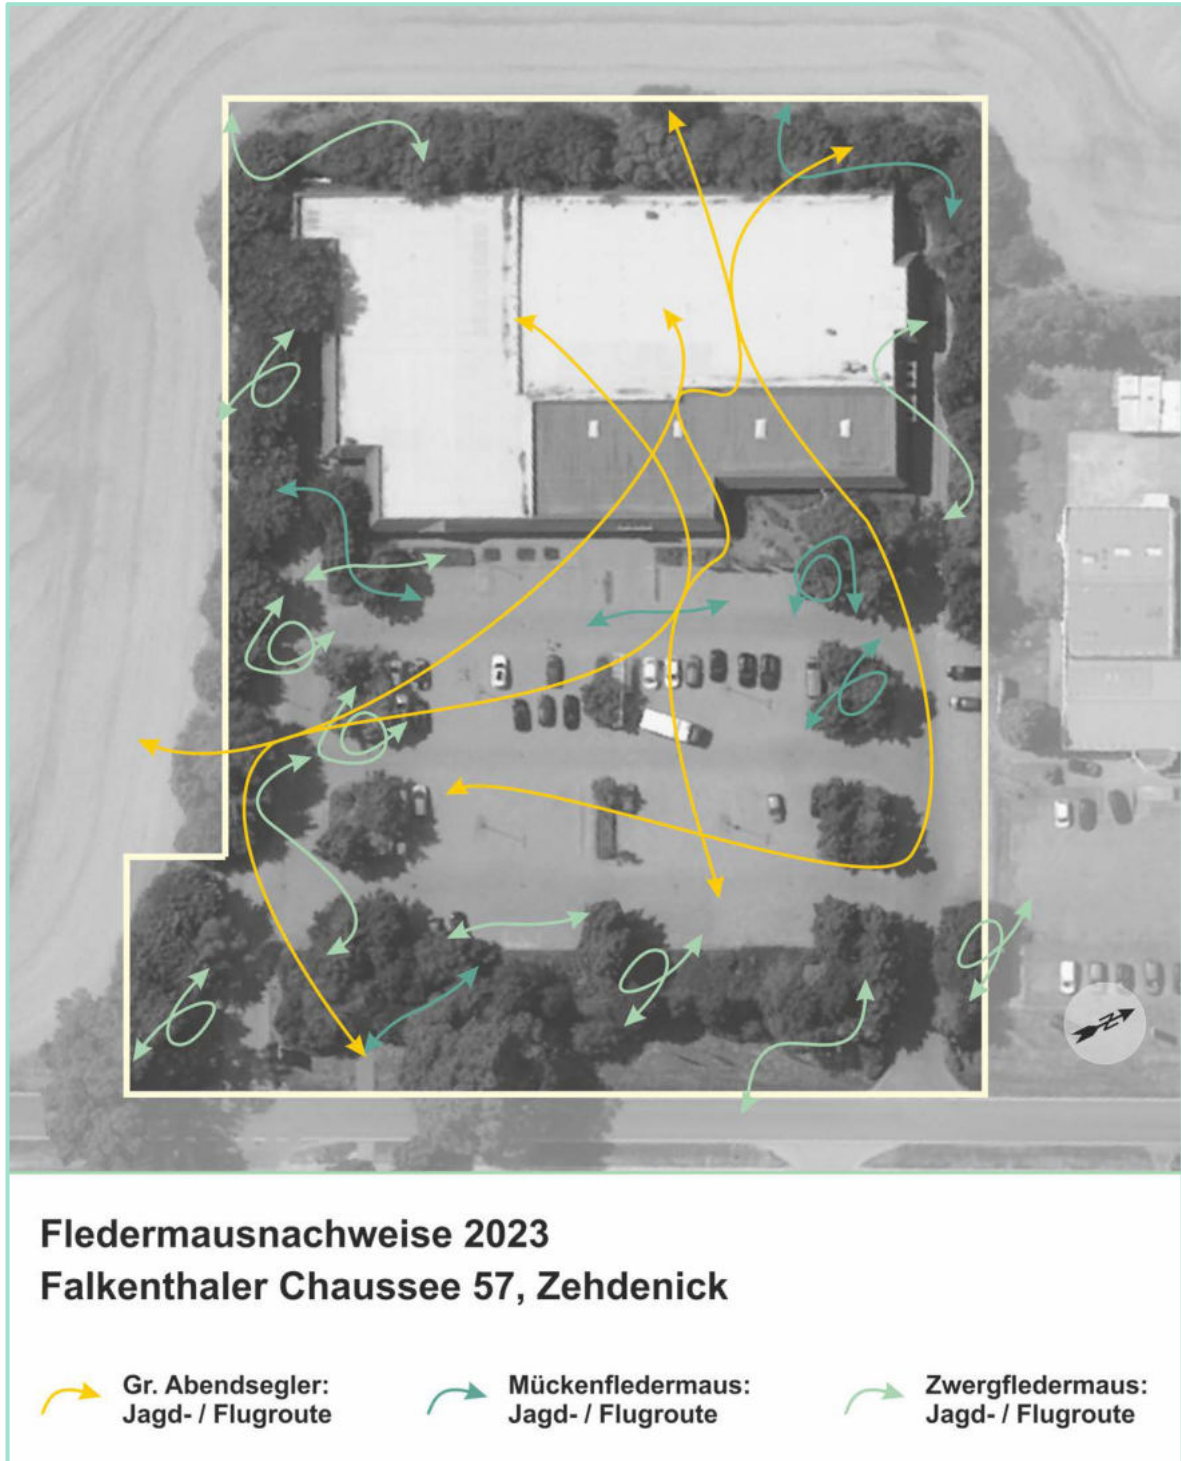 N
Fledermausnachweise 2023
Falkenthaler Chaussee 57, Zehdenick
Gr. Abendsegler:
Jagd- / Flugroute
Mückenfledermaus:
Jagd- / Flugroute
Zwergfledermaus:
Jagd- / Flugroute